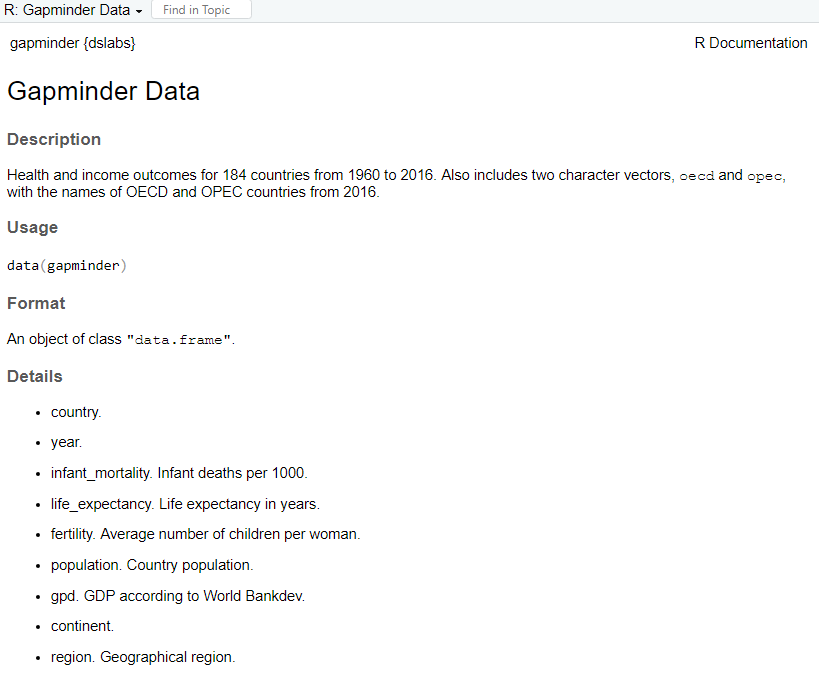 R: Gapminder Data
Find in Topic
gapminder {dslabs}
R Documentation
Gapminder Data
Description
Health and income outcomes for 184 countries from 1960 to 2016. Also includes two character vectors, oecd and opec,
with the names of OECD and OPEC countries from 2016.
Usage
data(gapminder)
Format
An object of class "data.frame".
Details
• country.
• year.
• infant_mortality. Infant deaths per 1000.
• life_expectancy. Life expectancy in years.
• fertility. Average number of children per woman.
• population. Country population.
• gpd. GDP according to World Bankdev.
• continent.
• region. Geographical region.